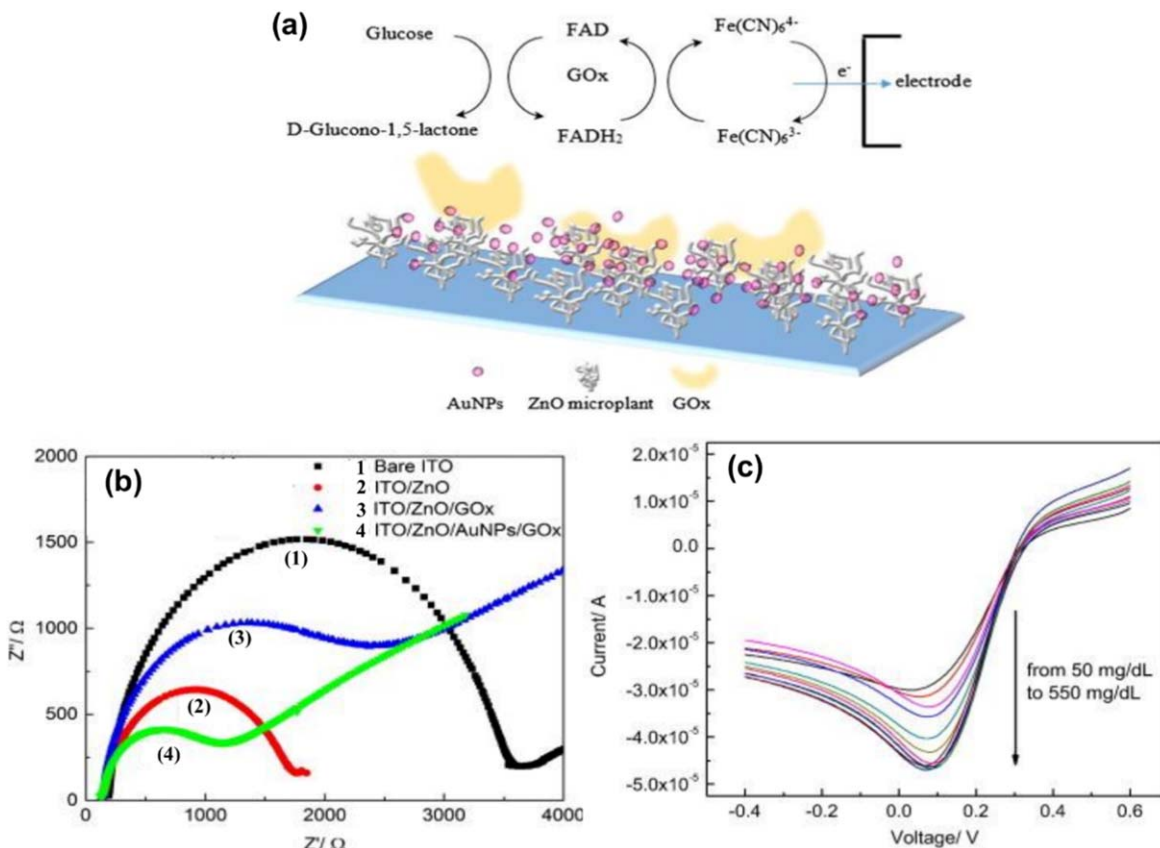 (a)
Glucose FAD Fe(CN)₆⁴⁻
GOx e⁻ electrode
D-Glucono-1,5-lactone FADH₂ Fe(CN)₆³⁻
AuNPs ZnO microplant GOx
(b)
1 Bare ITO
2 ITO/ZnO
3 ITO/ZnO/GOx
4 ITO/ZnO/AuNPs/GOx
(1)
(3)
(2)
(4)
Z''/ Ω
2000
1500
1000
500
0
0 1000 2000 3000 4000
Z'/ Ω
(c)
Current/ A
2.0x10⁻⁵
1.0x10⁻⁵
0.0
-1.0x10⁻⁵
-2.0x10⁻⁵
-3.0x10⁻⁵
-4.0x10⁻⁵
-5.0x10⁻⁵
from 50 mg/dL
to 550 mg/dL
-0.4 -0.2 0.0 0.2 0.4 0.6
Voltage/ V